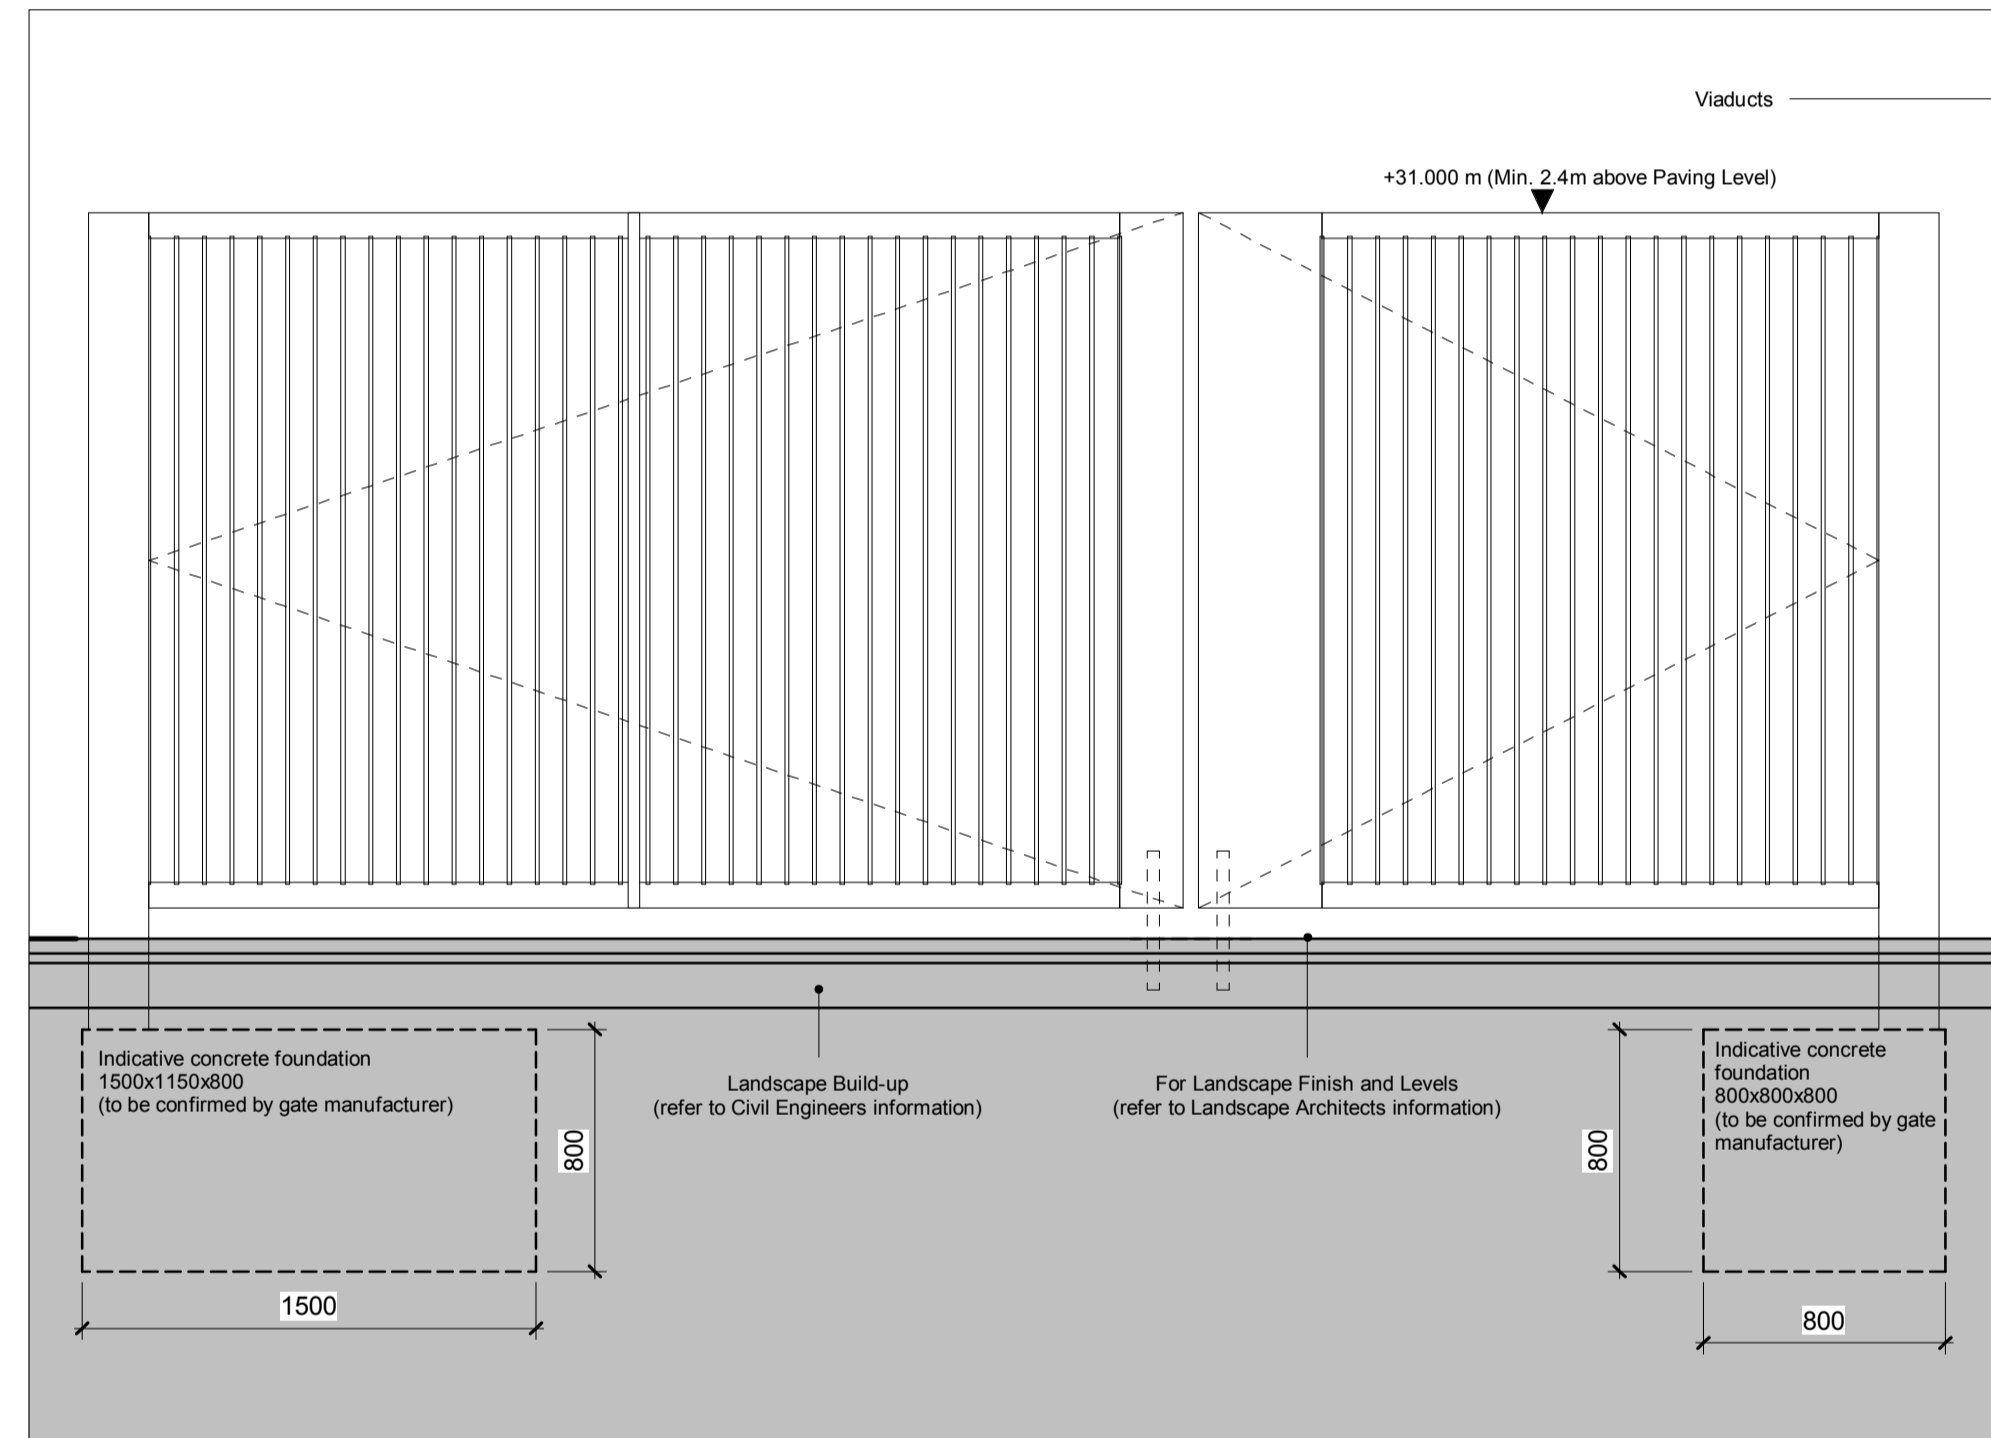 Viaducts
+31.000 m (Min. 2.4m above Paving Level)
Indicative concrete foundation
1500x1150x800
(to be confirmed by gate manufacturer)
800
1500
Landscape Build-up
(refer to Civil Engineers information)
For Landscape Finish and Levels
(refer to Landscape Architects information)
800
Indicative concrete
foundation
800x800x800
(to be confirmed by gate
manufacturer)
800